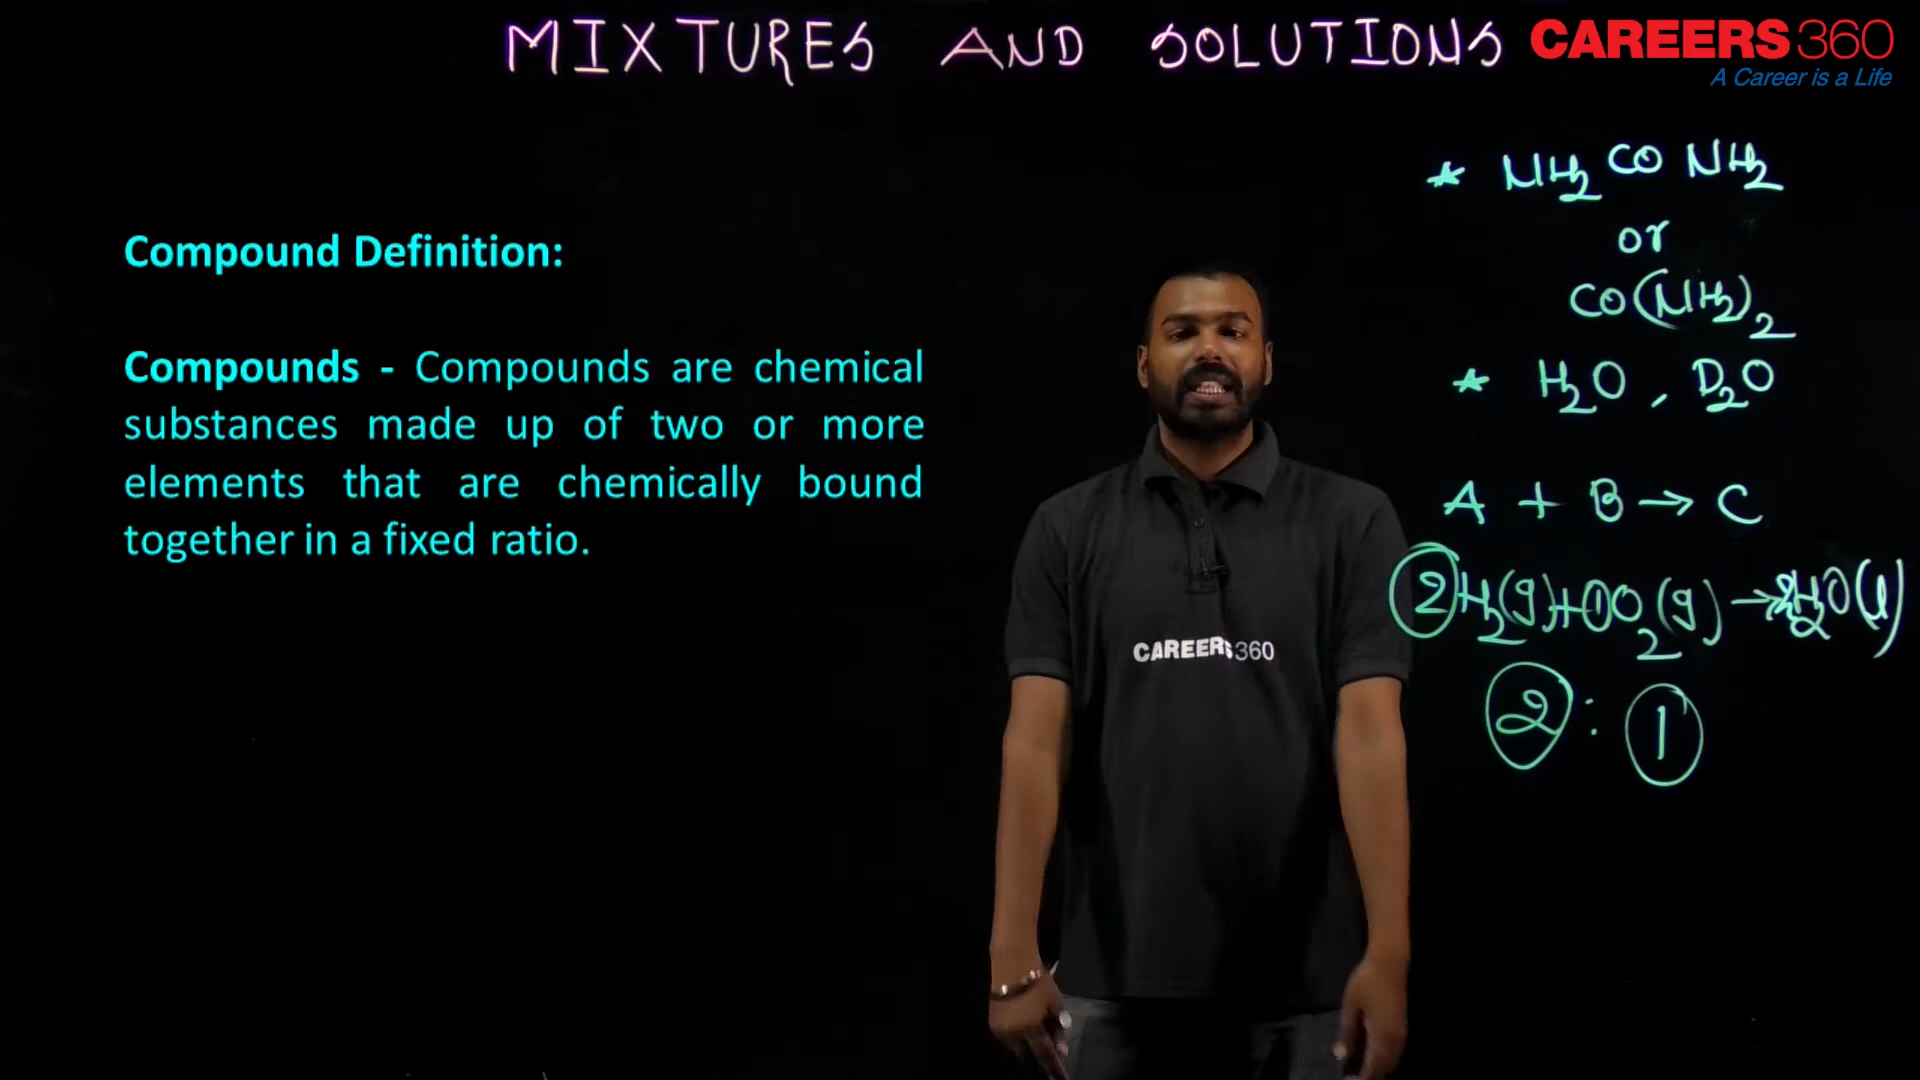 MIXTURES AND SOLUTIONS
CAREERS360
A Career is a Life
Compound Definition:
Compounds - Compounds are chemical
substances made up of two or more
elements that are chemically bound
together in a fixed ratio.
* NH₂ CO NH₂
or
CO(NH₂)₂
* H₂O , D₂O
A + B → C
2H₂(g)+1O₂(g) →2H₂O(l)
2 : 1
CAREERS360